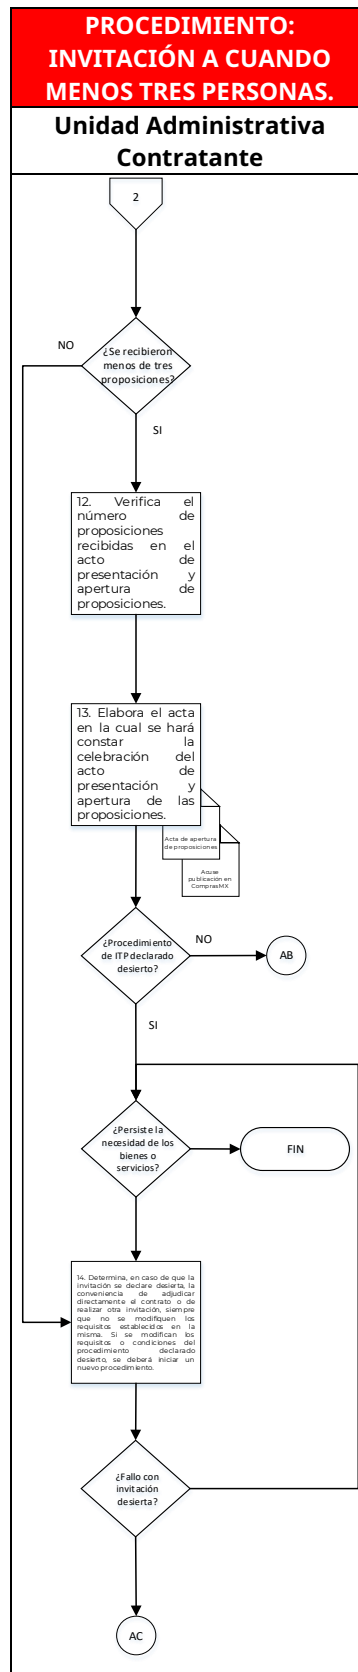 PROCEDIMIENTO:
INVITACIÓN A CUANDO
MENOS TRES PERSONAS.
Unidad Administrativa
Contratante
2
NO
¿Se recibieron
menos de tres
proposiciones?
SI
12. Verifica el
número de
proposiciones
recibidas en el
acto de
presentación y
apertura de
proposiciones.
13. Elabora el acta
en la cual se hará
constar la
celebración del
acto de
presentación y
apertura de las
proposiciones.
Acta de apertura
de proposiciones
Acuse
publicación en
ComprasMX
¿Procedimiento
de ITP declarado
desierto?
NO
AB
SI
¿Persiste la
necesidad de los
bienes o
servicios?
FIN
14. Determina, en caso de que la
invitación se declare desierta, la
conveniencia de adjudicar
directamente el contrato o de
realizar otra invitación, siempre
que no se modifiquen los
requisitos establecidos en la
misma. Si se modifican los
requisitos o condiciones del
procedimiento declarado
desierto, se deberá iniciar un
nuevo procedimiento.
¿Fallo con
invitación
desierta?
AC